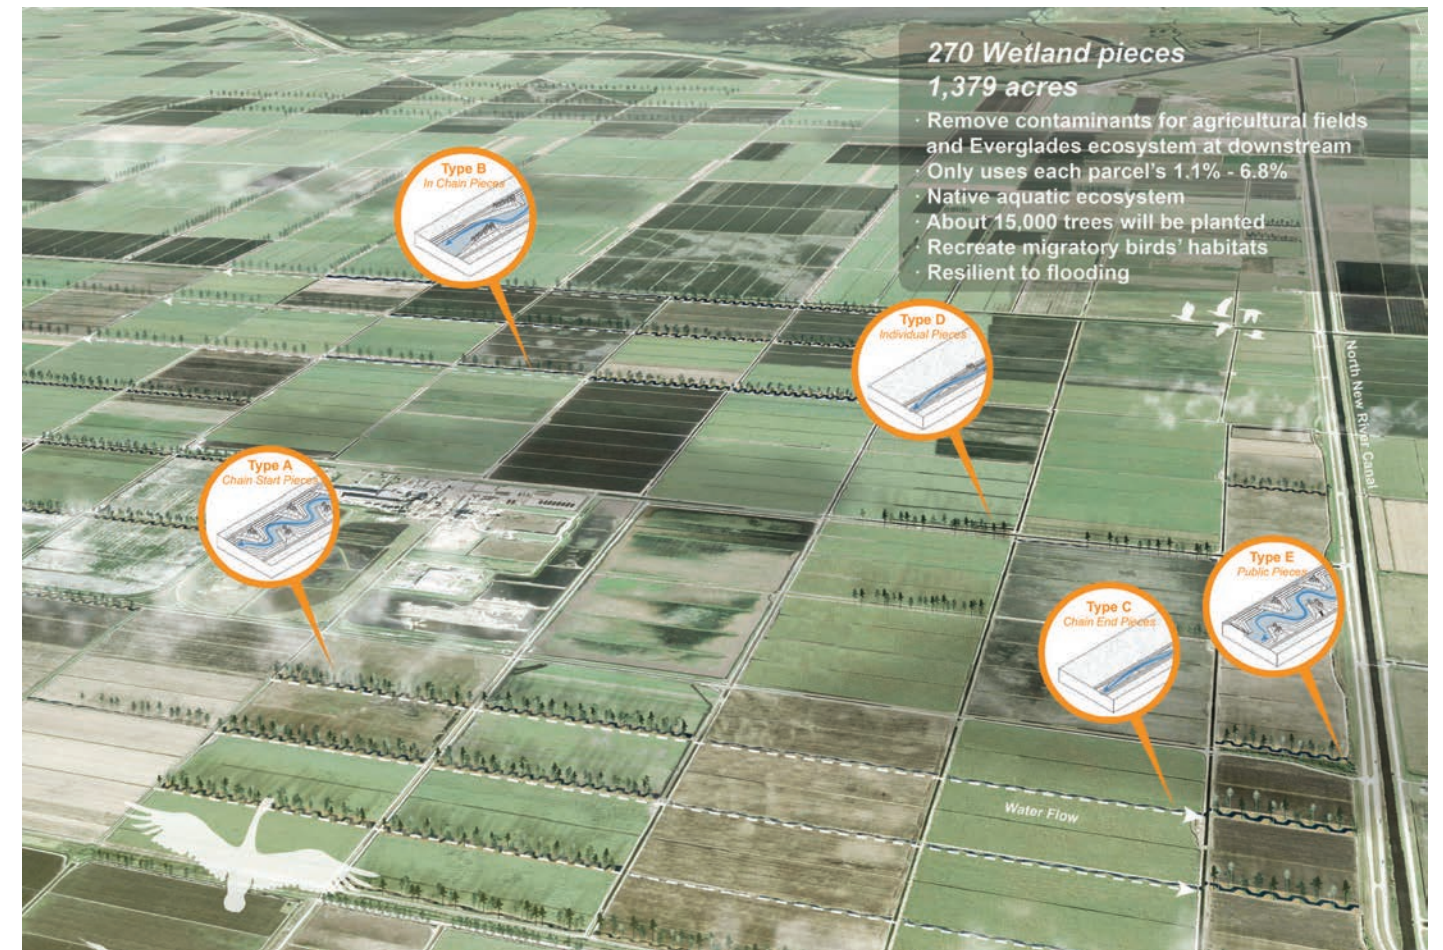 270 Wetland pieces
1,379 acres
· Remove contaminants for agricultural fields
and Everglades ecosystem at downstream
· Only uses each parcel's 1.1% - 6.8%
· Native aquatic ecosystem
· About 15,000 trees will be planted
· Recreate migratory birds' habitats
· Resilient to flooding
Type B
In Chain Pieces
Type D
Individual Pieces
North New River Canal
Type A
Chain Start Pieces
Type E
Public Pieces
Type C
Chain End Pieces
Water Flow